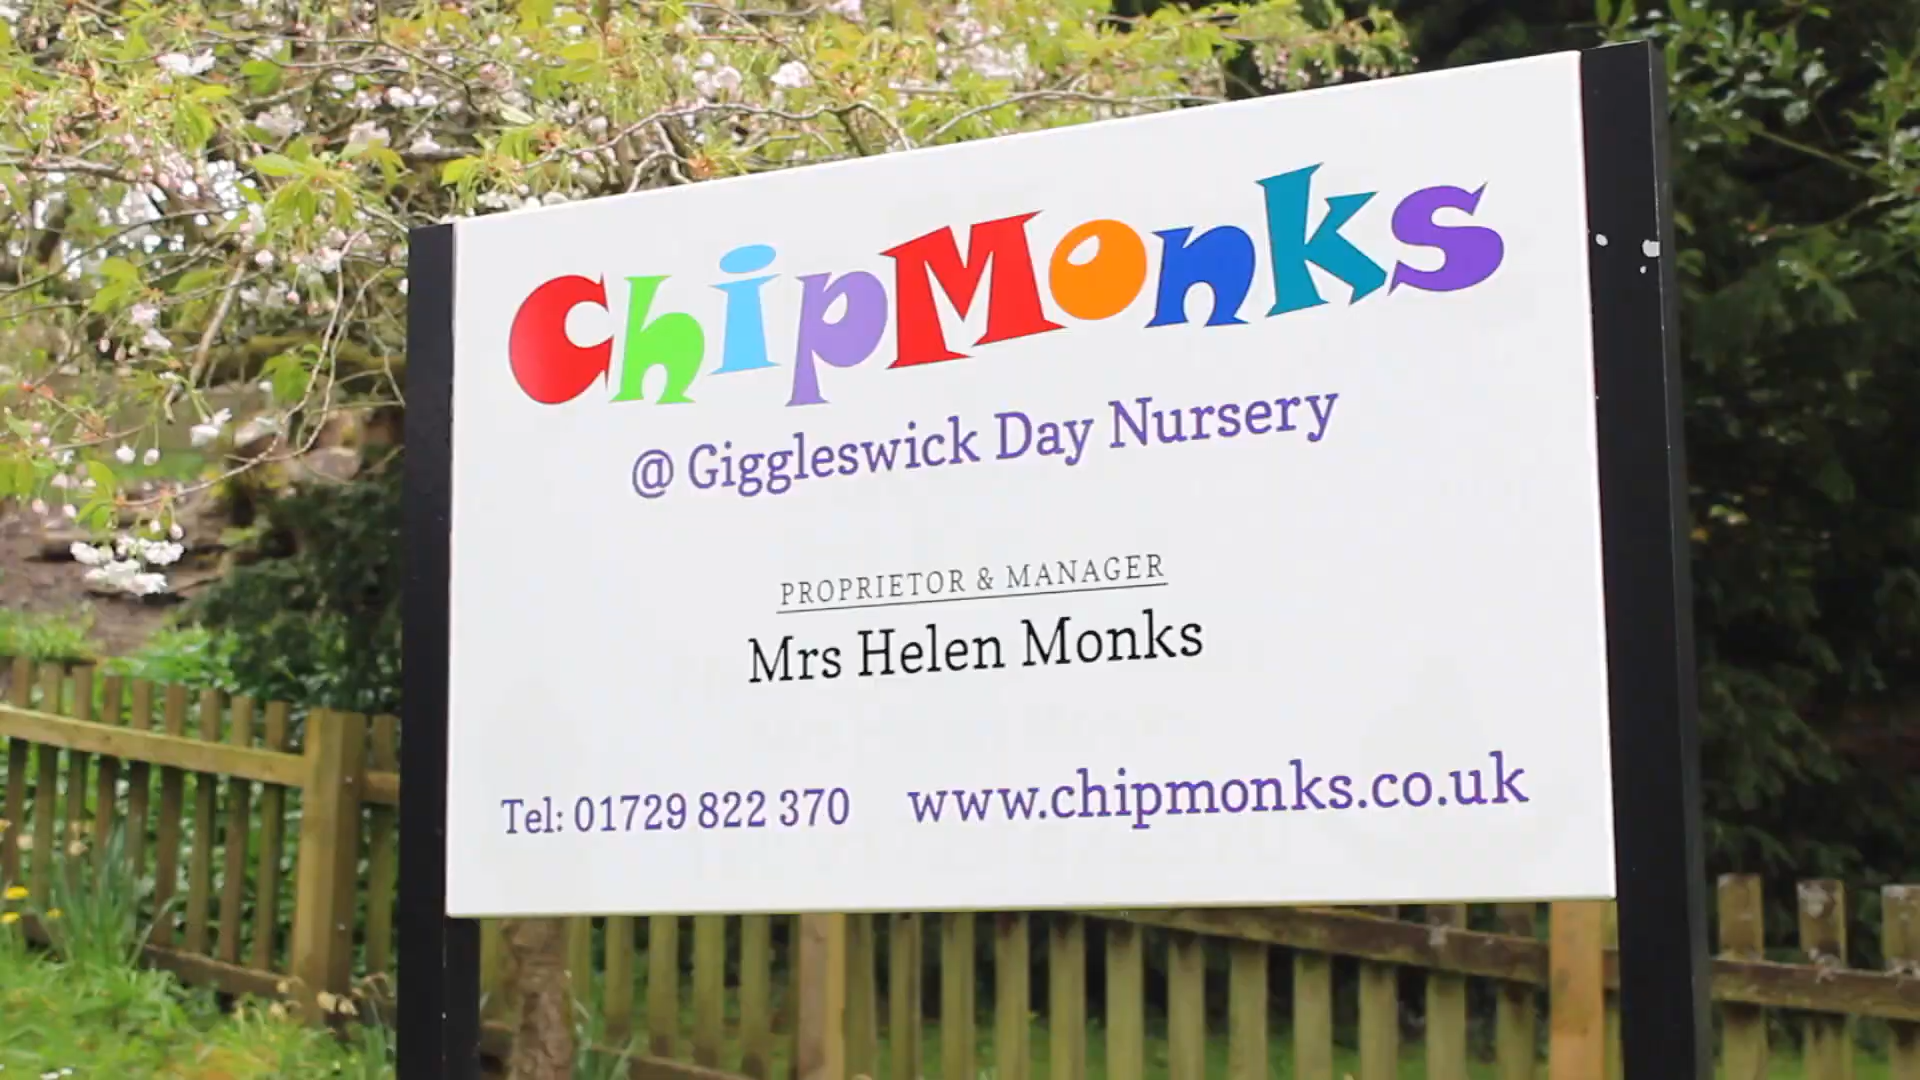 ChipMonks
@ Giggleswick Day Nursery
PROPRIETOR & MANAGER
Mrs Helen Monks
Tel: 01729 822 370 www.chipmonks.co.uk